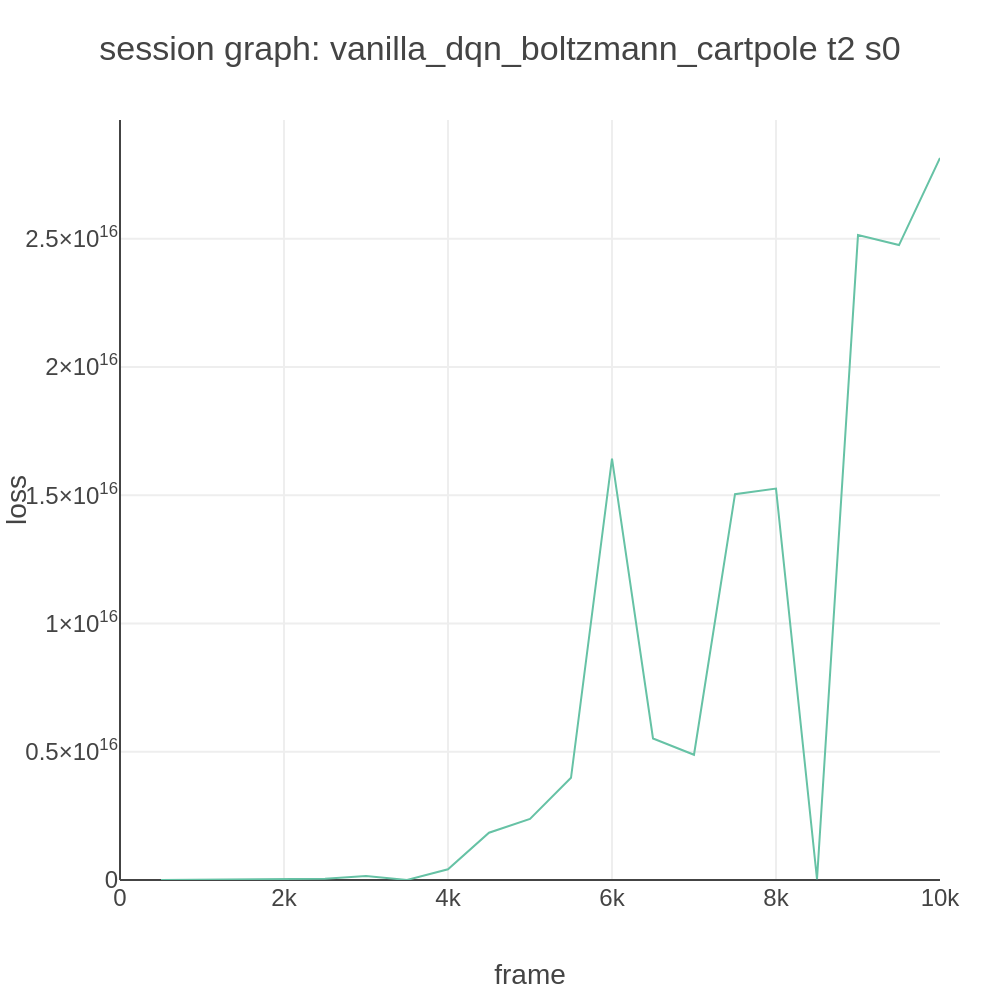 session graph: vanilla_dqn_boltzmann_cartpole t2 s0
2.5×10¹⁶
2×10¹⁶
1.5×10¹⁶
1×10¹⁶
0.5×10¹⁶
0
loss
0 2k 4k 6k 8k 10k
frame